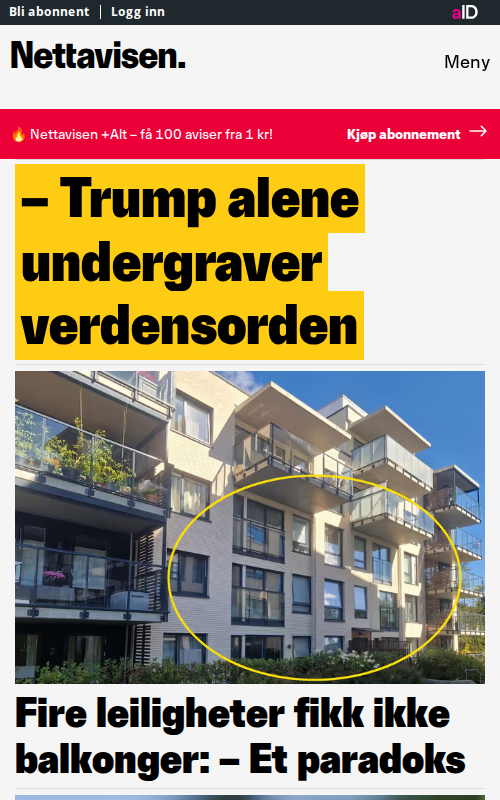 Bli abonnent
Logg inn
aID
Nettavisen.
Meny
🔥 Nettavisen +Alt – få 100 aviser fra 1 kr!
Kjøp abonnement →
– Trump alene
undergraver
verdensorden
Fire leiligheter fikk ikke
balkonger: – Et paradoks